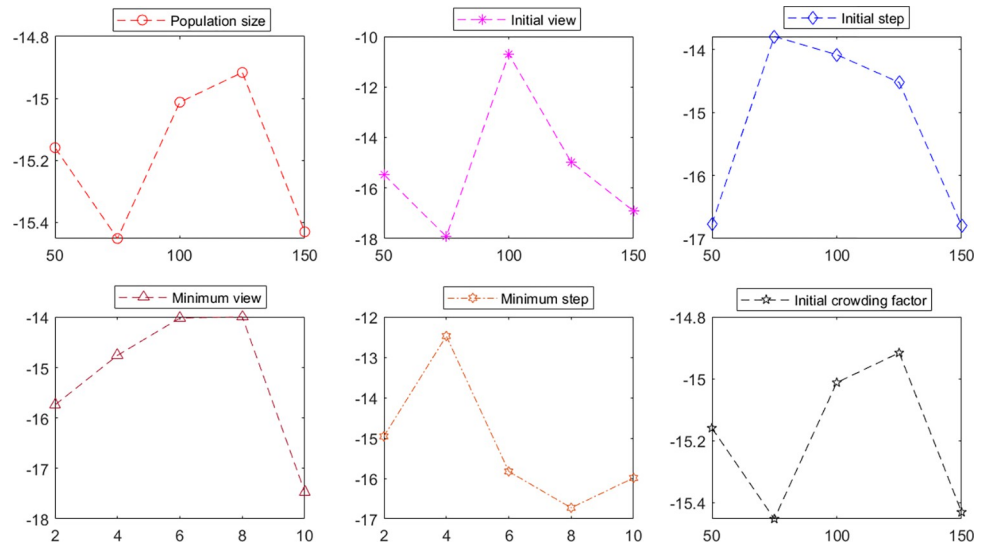 Population size
-14.8
-15
-15.2
-15.4
50 100 150
Initial view
-10
-12
-14
-16
-18
50 100 150
Initial step
-14
-15
-16
-17
50 100 150
Minimum view
-14
-15
-16
-17
-18
2 4 6 8 10
Minimum step
-12
-13
-14
-15
-16
-17
2 4 6 8 10
Initial crowding factor
-14.8
-15
-15.2
-15.4
50 100 150